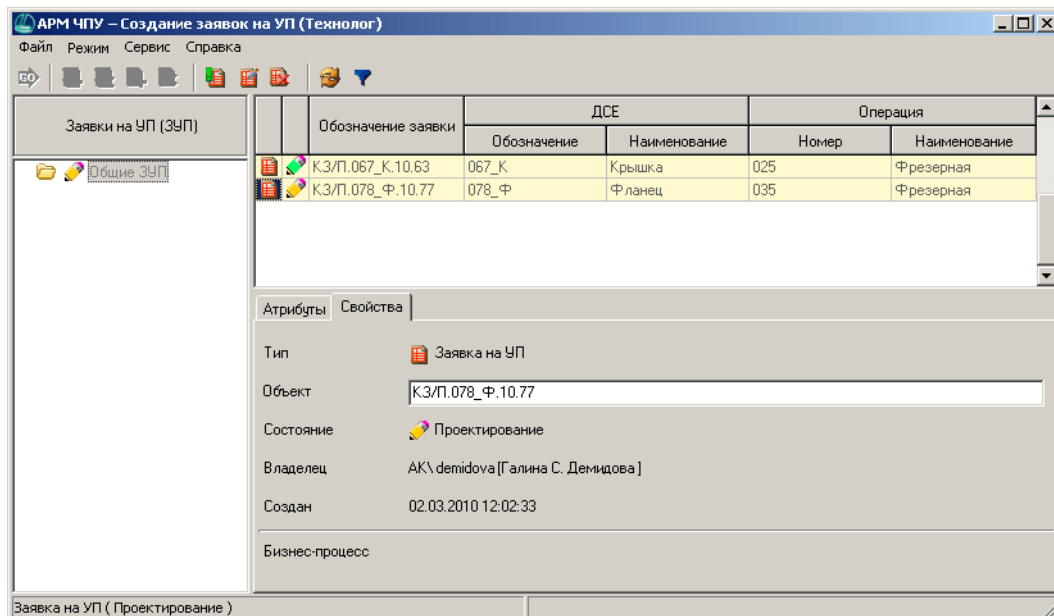 АРМ ЧПУ – Создание заявок на УП (Технолог)
Файл Режим Сервис Справка
GO
Заявки на УП (ЗУП)
Общие ЗУП
Обозначение заявки ДСЕ Операция
Обозначение Наименование Номер Наименование
К.З/П.067_К.10.63 067_К Крышка 025 Фрезерная
К.З/П.078_Ф.10.77 078_Ф Фланец 035 Фрезерная
Атрибуты Свойства
Тип Заявка на УП
Объект К.З/П.078_Ф.10.77
Состояние Проектирование
Владелец AK\ demidova [Галина С. Демидова ]
Создан 02.03.2010 12:02:33
Бизнес-процесс
Заявка на УП ( Проектирование )